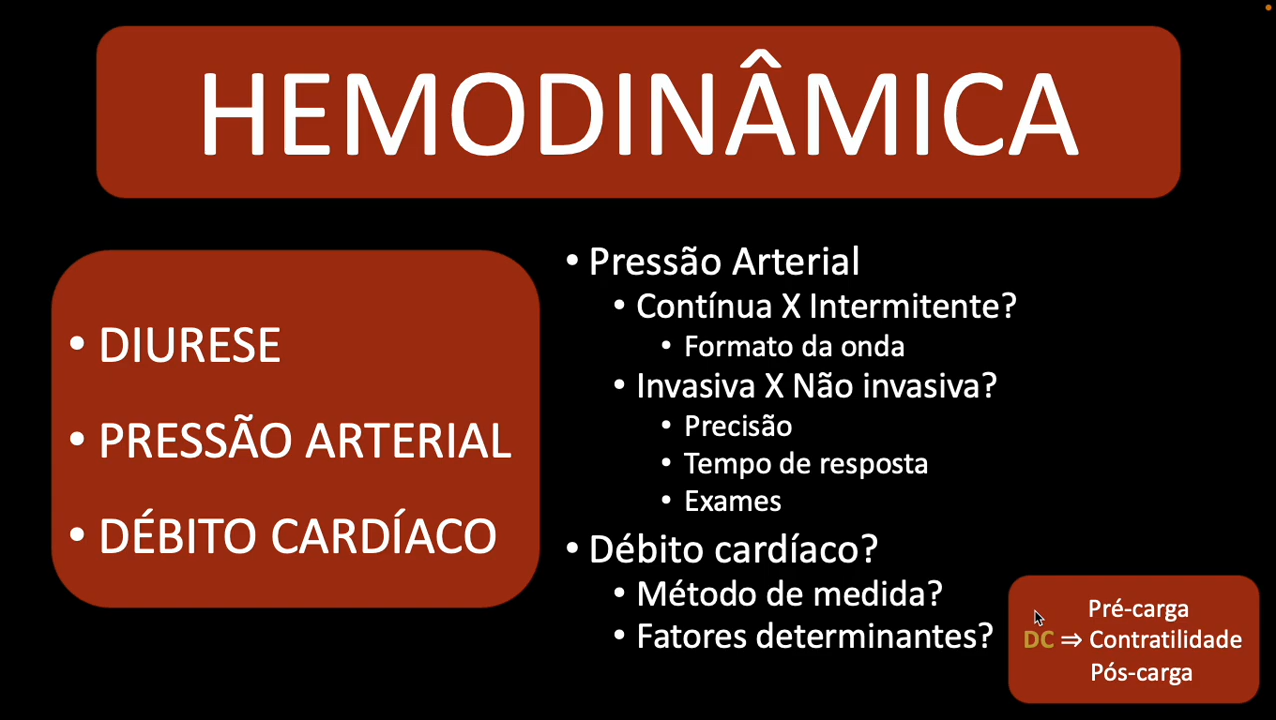 HEMODINÂMICA
• DIURESE
• PRESSÃO ARTERIAL
• DÉBITO CARDÍACO
• Pressão Arterial
• Contínua X Intermitente?
• Formato da onda
• Invasiva X Não invasiva?
• Precisão
• Tempo de resposta
• Exames
• Débito cardíaco?
• Método de medida?
• Fatores determinantes?
Pré-carga
DC ⇒ Contratilidade
Pós-carga